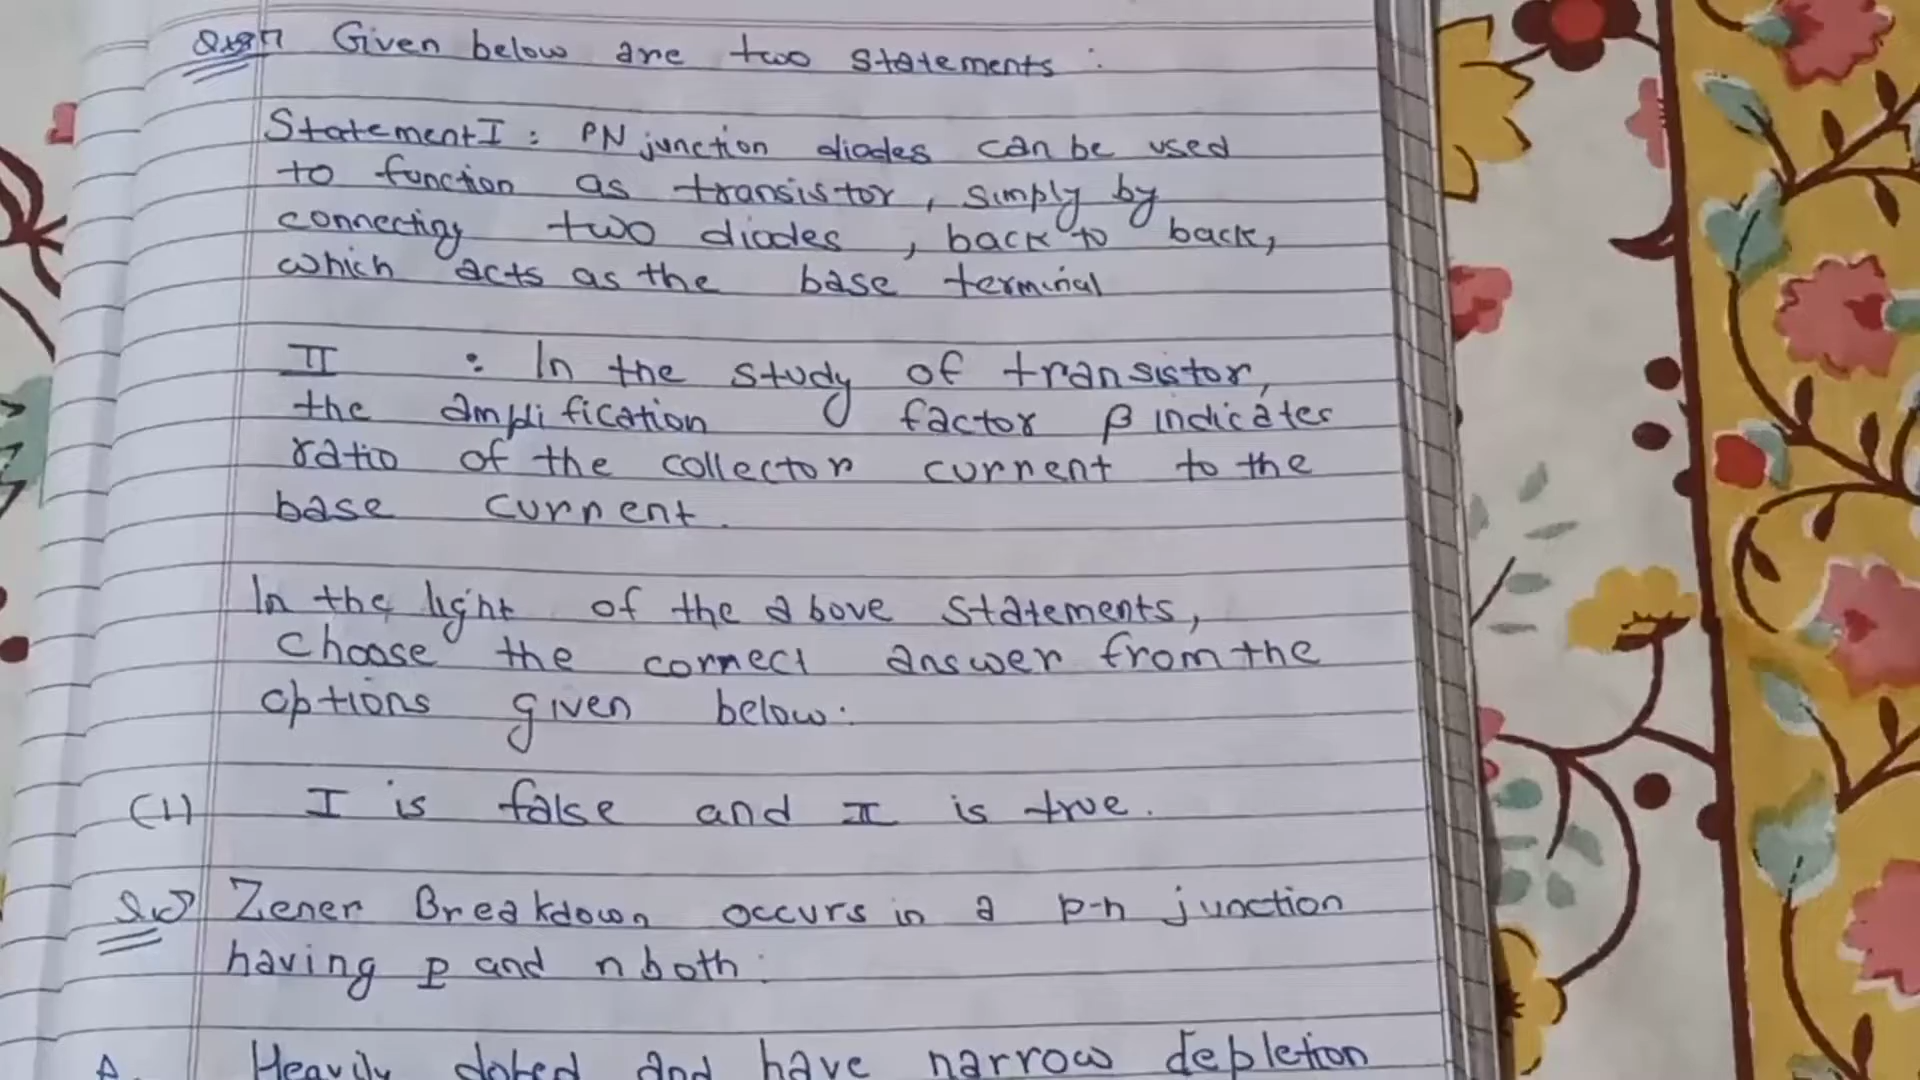 Given below are two statements:
Statement I: PN junction diodes can be used
to function as transistor, simply by
connecting two diodes, back to back,
which acts as the base terminal
II : In the study of transistor,
the amplification factor β indicates
ratio of the collector current to the
base current.
In the light of the above statements,
choose the correct answer from the
options given below:
(1) I is false and II is true.
Zener Breakdown occurs in a p-n junction
having p and n both:
A. Heavily doped and have narrow depletion